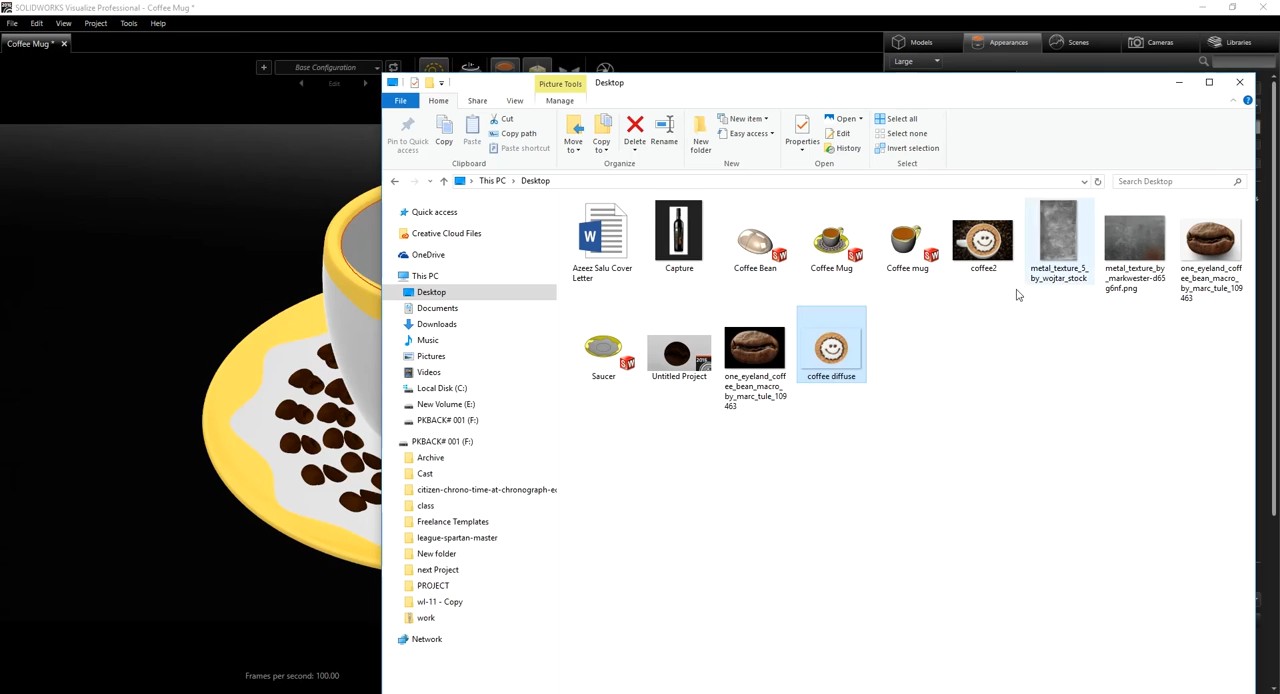 SOLIDWORKS Visualize Professional - Coffee Mug *
File Edit View Project Tools Help
Coffee Mug *
Models Appearances Scenes Cameras Libraries
Large
Base Configuration
Edit
Picture Tools Desktop
File Home Share View Manage
Pin to Quick access
Copy
Paste
Cut
Copy path
Paste shortcut
Clipboard
Move to
Copy to
Delete
Rename
Organize
New folder
New item
Easy access
New
Properties
Open
Edit
History
Open
Select all
Select none
Invert selection
Select
This PC Desktop
Search Desktop
Quick access
Creative Cloud Files
OneDrive
This PC
Desktop
Documents
Downloads
Music
Pictures
Videos
Local Disk (C:)
New Volume (E:)
PKBACK# 001 (F:)
PKBACK# 001 (F:)
Archive
Cast
citizen-chrono-time-at-chronograph-ec
class
Freelance Templates
league-spartan-master
New folder
next Project
PROJECT
wl-11 - Copy
work
Network
Azeez Salu Cover Letter
Capture
Coffee Bean
Coffee Mug
Coffee mug
coffee2
metal_texture_5_
by_wojtar_stock
metal_texture_by
_markwester-d65
g6nf.png
one_eyeland_coff
ee_bean_macro_
by_marc_tule_109
463
Saucer
Untitled Project
one_eyeland_coff
ee_bean_macro_
by_marc_tule_109
463
coffee diffuse
Frames per second: 100.00